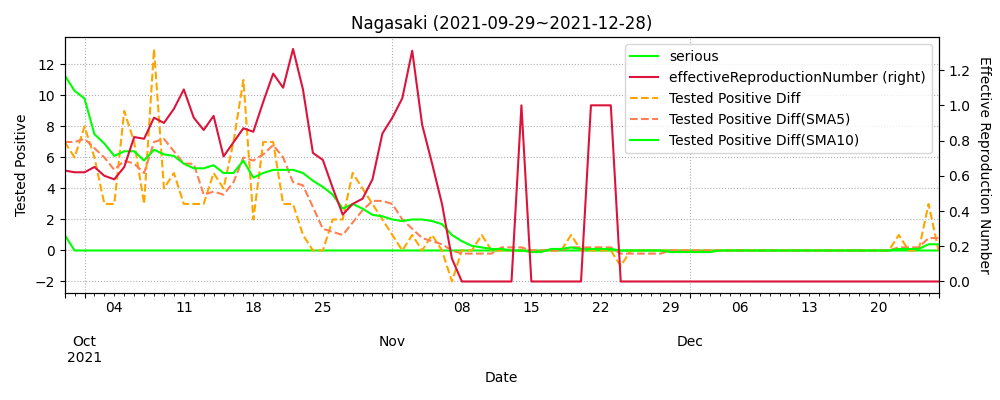 Nagasaki (2021-09-29~2021-12-28)
serious
effectiveReproductionNumber (right)
Tested Positive Diff
Tested Positive Diff(SMA5)
Tested Positive Diff(SMA10)
Tested Positive
12
10
8
6
4
2
0
−2
1.2
1.0
0.8
0.6
0.4
0.2
0.0
Effective Reproduction Number
04 11 18 25 08 15 22 29 06 13 20
Oct Nov Dec
2021
Date